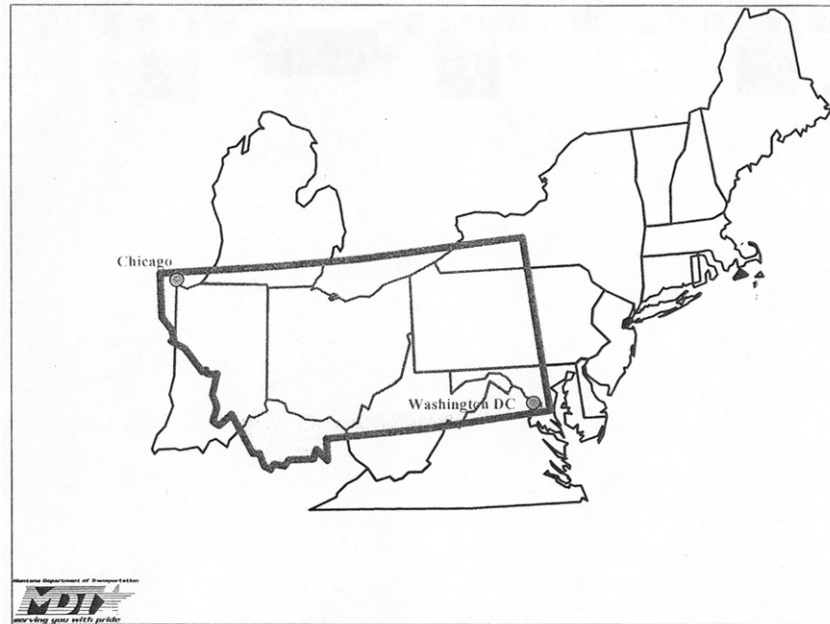 Chicago
Washington DC
Montana Department of Transportation
MDT
serving you with pride